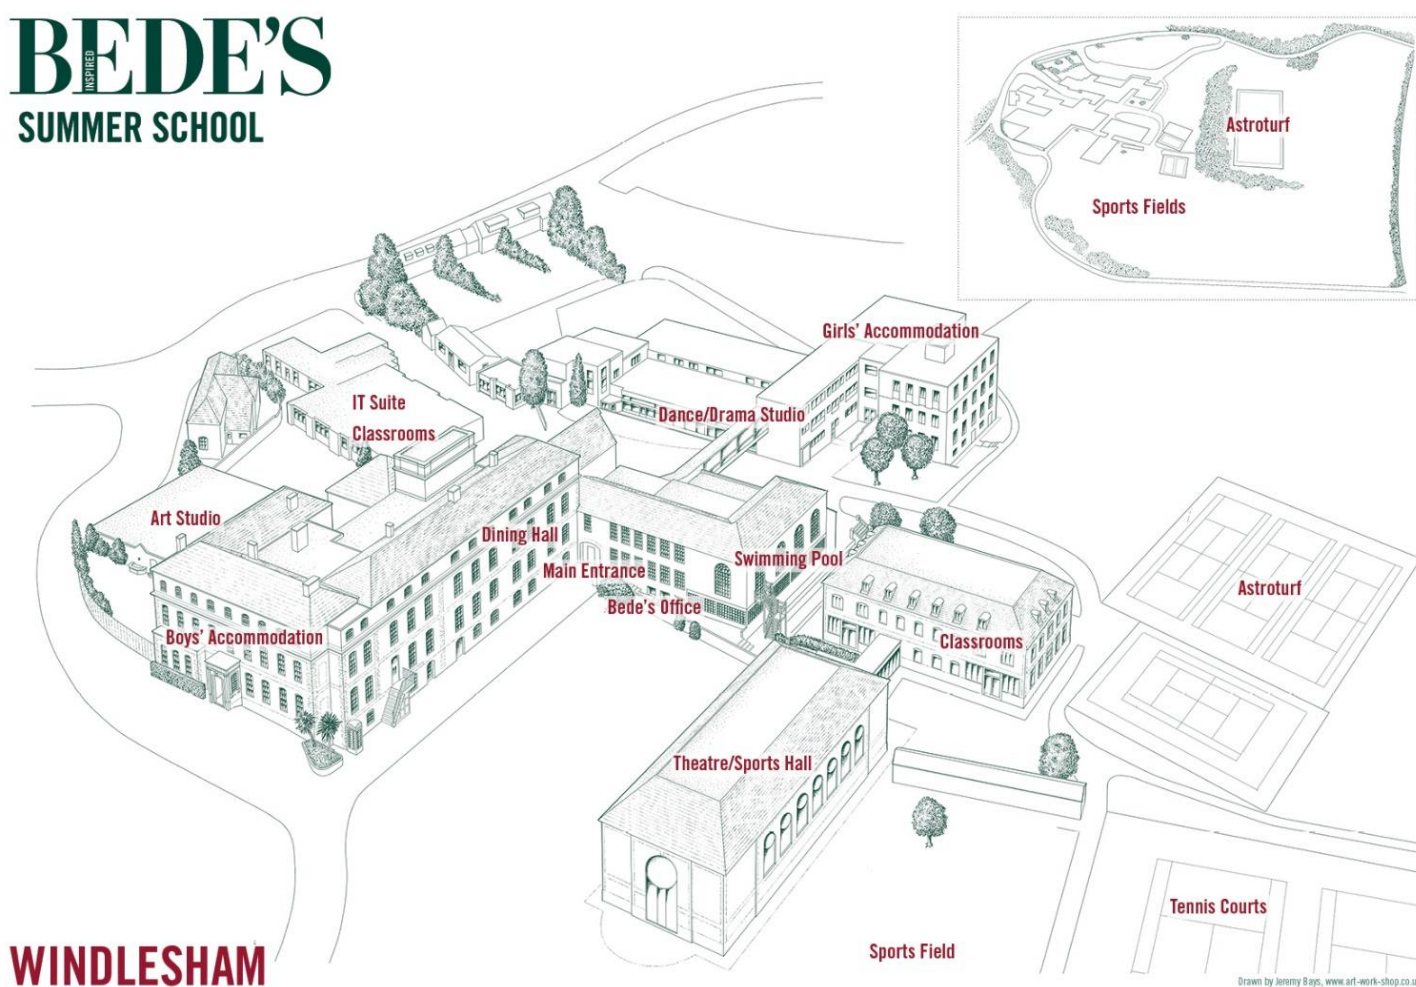 BEDE'S
INSPIRED
SUMMER SCHOOL
Astroturf
Sports Fields
Girls' Accommodation
IT Suite
Classrooms
Dance/Drama Studio
Art Studio
Dining Hall
Main Entrance
Swimming Pool
Bede's Office
Astroturf
Boys' Accommodation
Classrooms
Theatre/Sports Hall
Tennis Courts
Sports Field
WINDLESHAM
Drawn by Jeremy Bays, www.art-work-shop.co.u